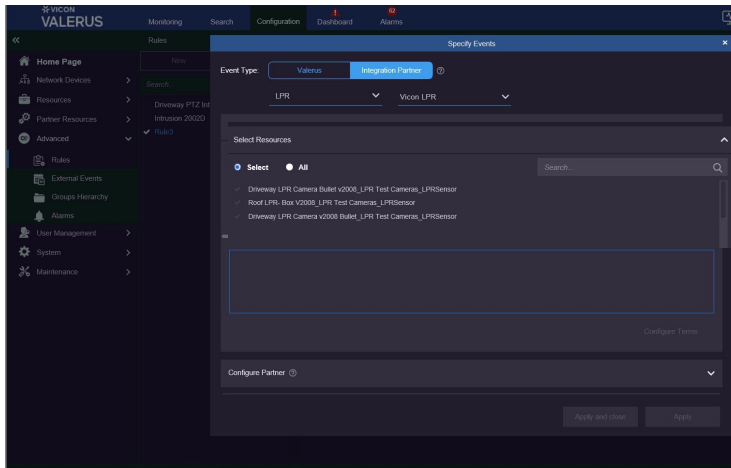 VICON
VALERUS
Monitoring
Search
Configuration
Dashboard
!
Alarms
62
Rules
Specify Events
Home Page
Network Devices
Resources
Partner Resources
Advanced
Rules
External Events
Groups Hierarchy
Alarms
User Management
System
Maintenance
New
Search
Driveway PTZ Int
Intrusion 2002D
Rule3
Event Type:
Valerus
Integration Partner
LPR
Vicon LPR
Select Resources
Select
All
Search...
Driveway LPR Camera Bullet v2008_LPR Test Cameras_LPRSensor
Roof LPR- Box V2008_LPR Test Cameras_LPRSensor
Driveway LPR Camera v2008 Bullet_LPR Test Cameras_LPRSensor
Configure Terms
Configure Partner
Apply and close
Apply